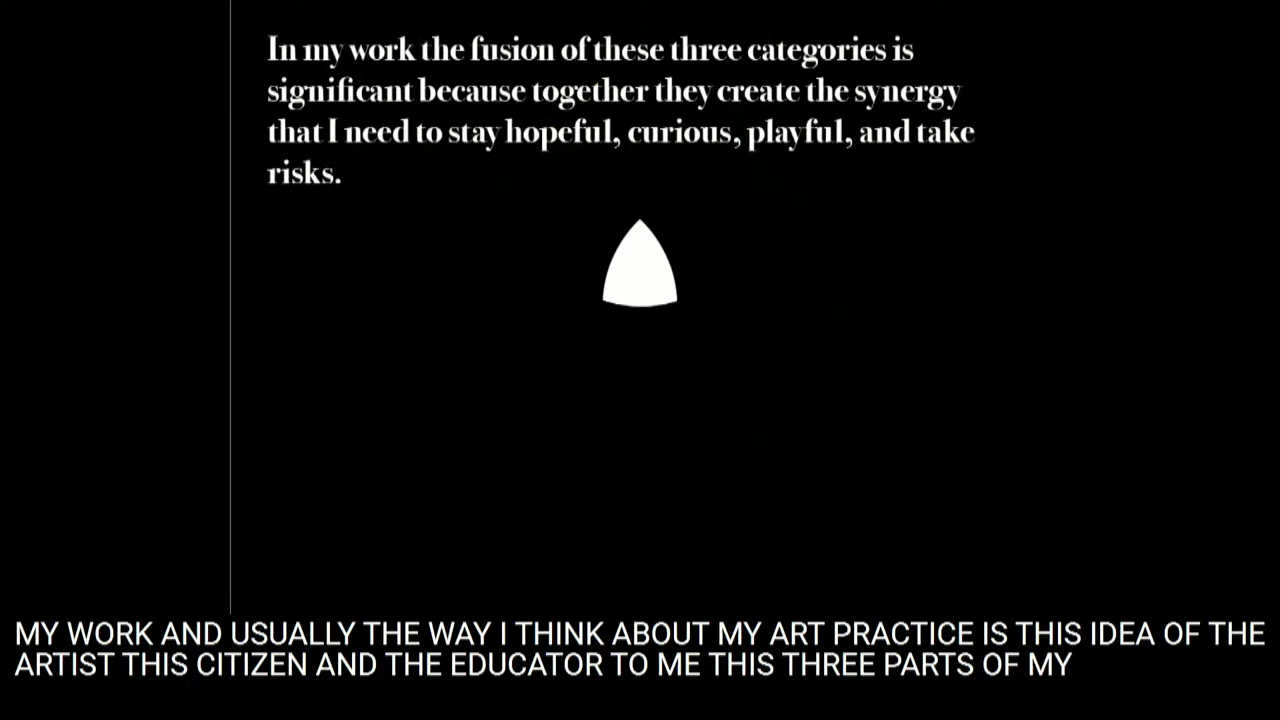 In my work the fusion of these three categories is
significant because together they create the synergy
that I need to stay hopeful, curious, playful, and take
risks.
MY WORK AND USUALLY THE WAY I THINK ABOUT MY ART PRACTICE IS THIS IDEA OF THE
ARTIST THIS CITIZEN AND THE EDUCATOR TO ME THIS THREE PARTS OF MY